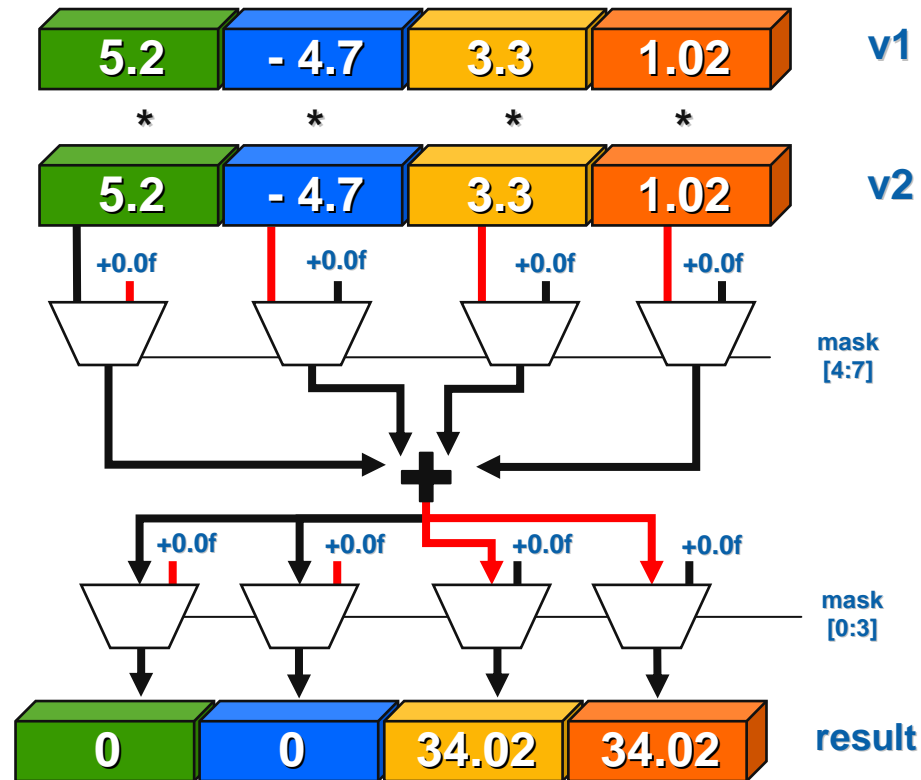 5.2 - 4.7 3.3 1.02 v1
* * * *
5.2 - 4.7 3.3 1.02 v2
+0.0f +0.0f +0.0f +0.0f
mask
[4:7]
+
+0.0f +0.0f +0.0f +0.0f
mask
[0:3]
0 0 34.02 34.02 result